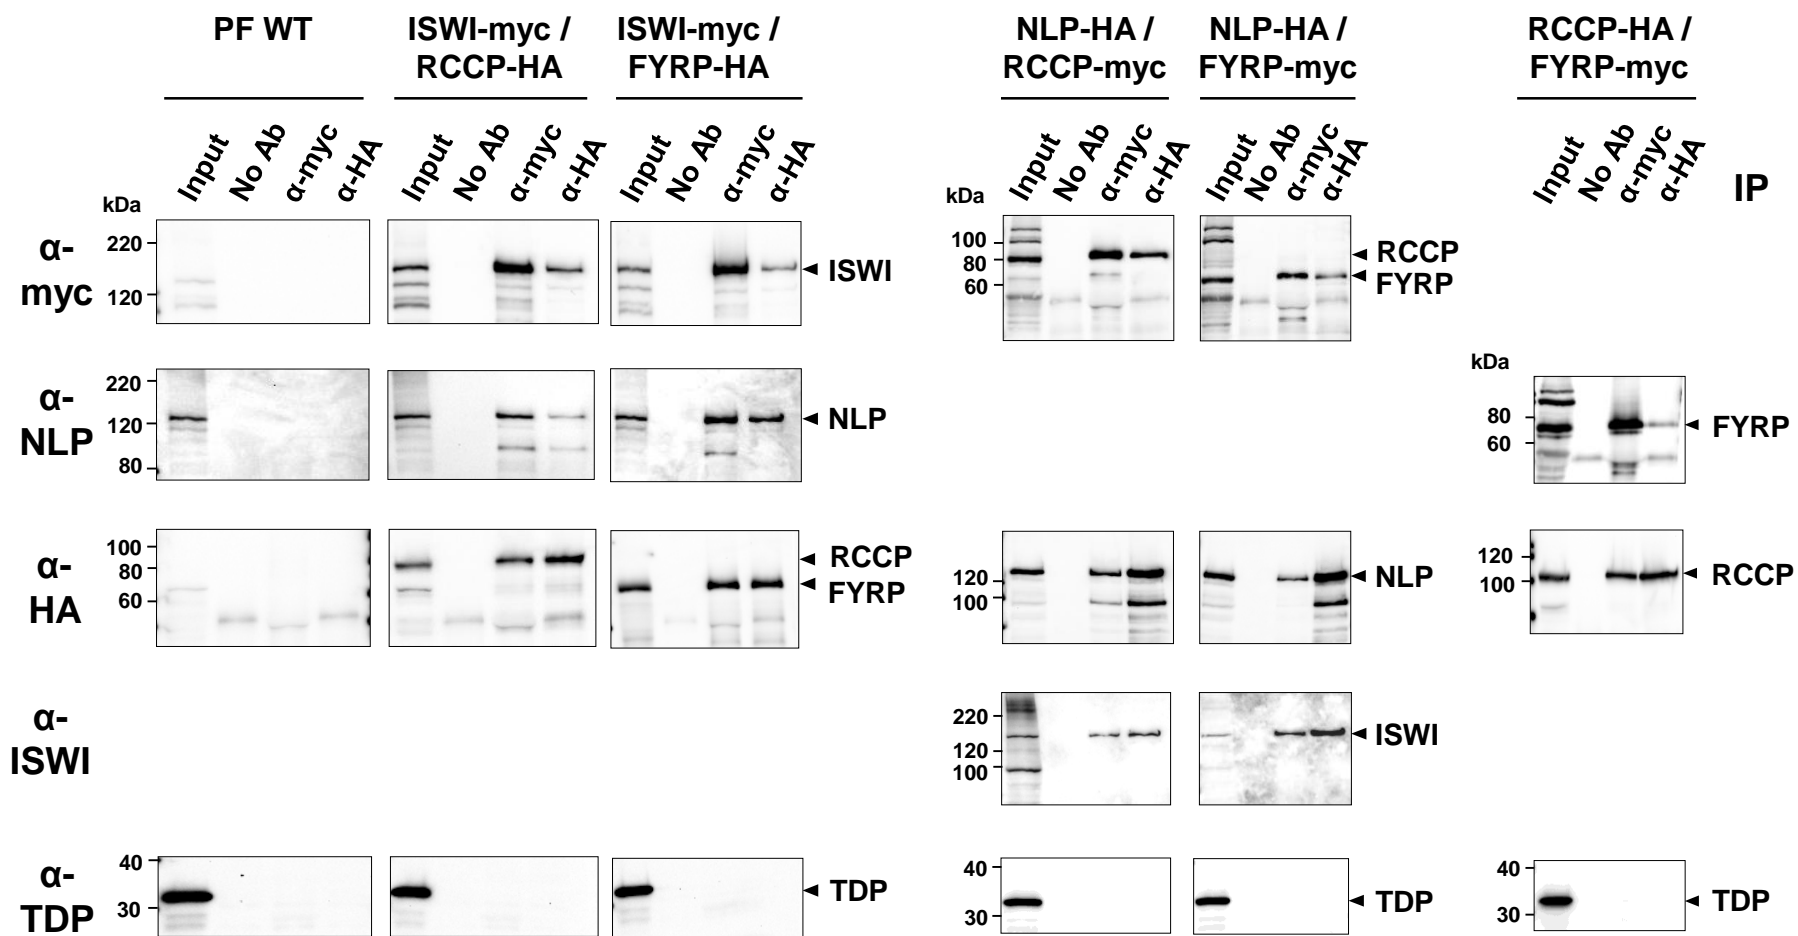 PF WT
ISWI-myc /
RCCP-HA
ISWI-myc /
FYRP-HA
NLP-HA /
RCCP-myc
NLP-HA /
FYRP-myc
RCCP-HA /
FYRP-myc
Input No Ab α-myc α-HA
Input No Ab α-myc α-HA
Input No Ab α-myc α-HA
Input No Ab α-myc α-HA
Input No Ab α-myc α-HA
Input No Ab α-myc α-HA
IP
α-
myc
kDa
220
120
ISWI
kDa
100
80
60
RCCP
FYRP
α-
NLP
220
120
80
NLP
kDa
80
60
FYRP
α-
HA
100
80
60
RCCP
FYRP
120
100
NLP
120
100
RCCP
α-
ISWI
220
120
100
ISWI
α-
TDP
40
30
TDP
40
30
TDP
40
30
TDP